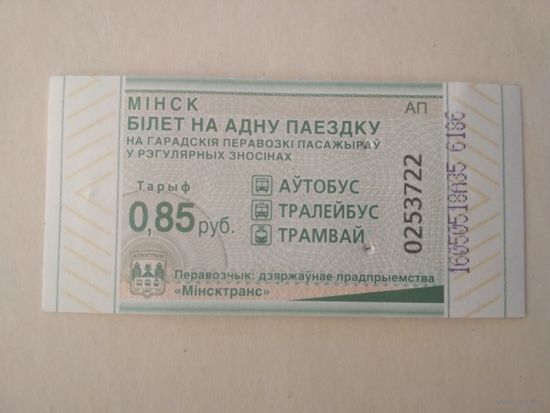 МІНСК
АП
БІЛЕТ НА АДНУ ПАЕЗДКУ
НА ГАРАДСКІЯ ПЕРАВОЗКІ ПАСАЖЫРАЎ
У РЭГУЛЯРНЫХ ЗНОСІНАХ
Тарыф
0,85 руб.
АЎТОБУС
ТРАЛЕЙБУС
ТРАМВАЙ
0253722
Перавозчык: дзяржаўнае прадпрыемства
«Мінсктранс»
МІНСКТРАНС